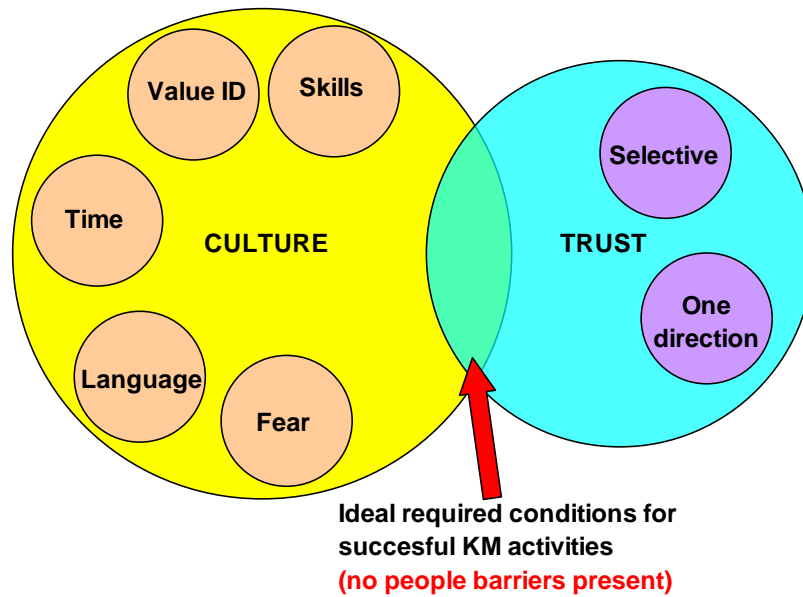 Value ID
Skills
Selective
Time
CULTURE
TRUST
One
direction
Language
Fear
Ideal required conditions for
succesful KM activities
(no people barriers present)